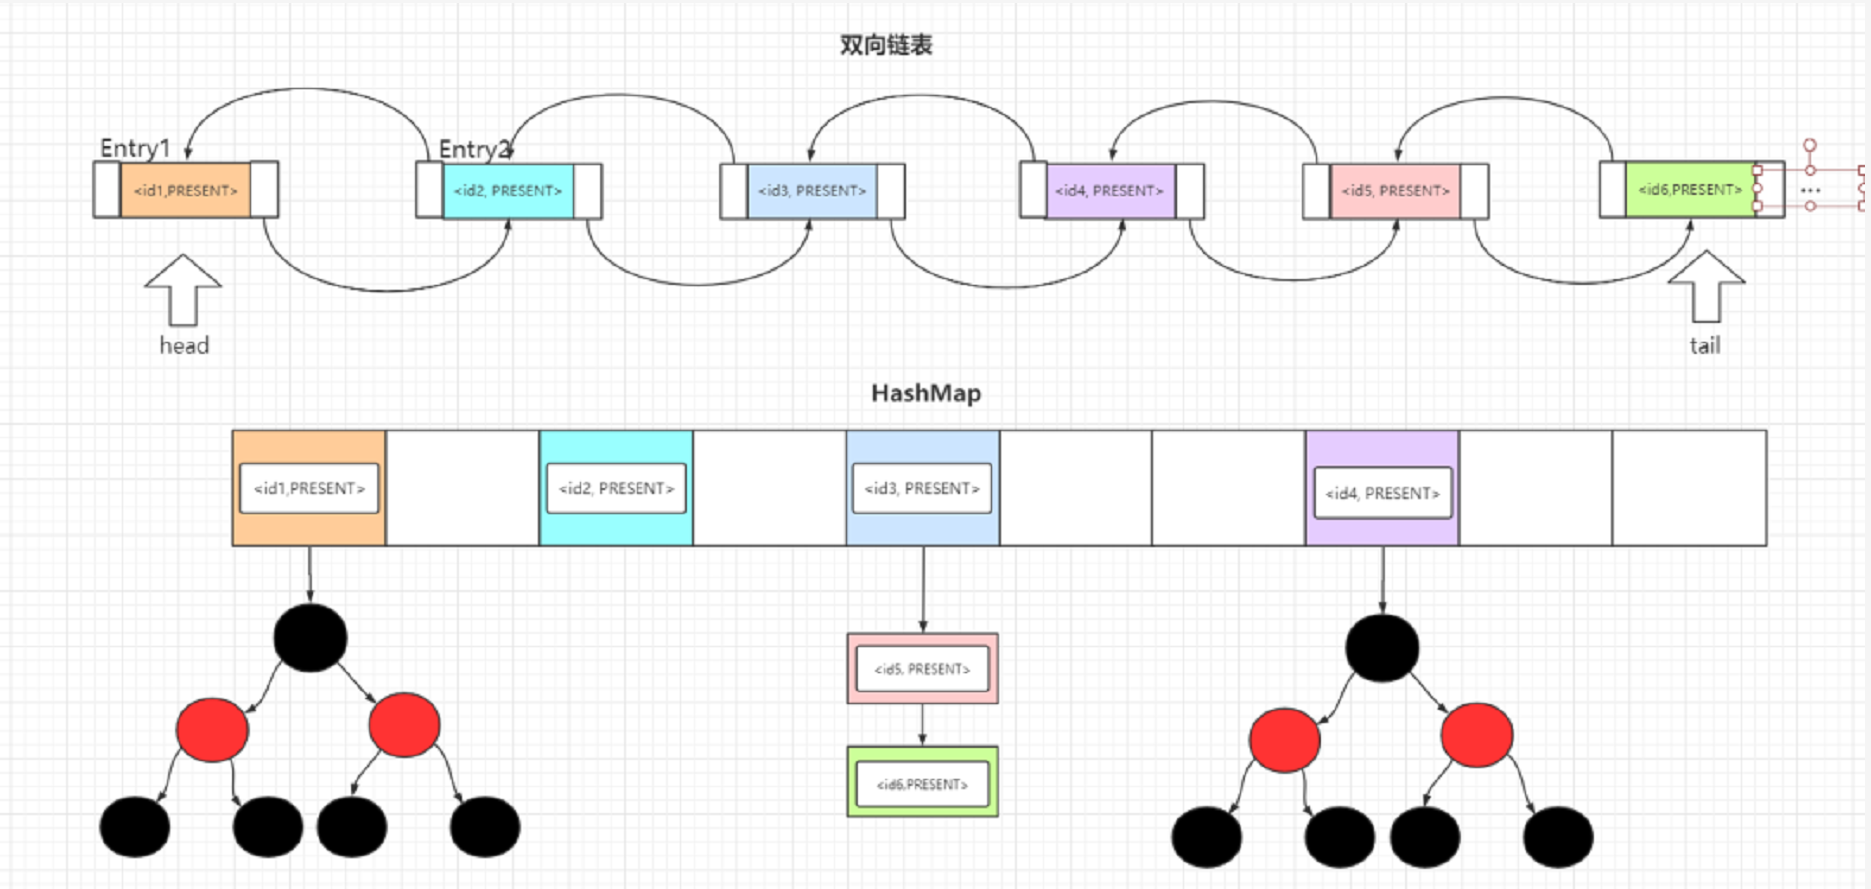 双向链表
Entry1
Entry2
<id1,PRESENT>
<id2, PRESENT>
<id3, PRESENT>
<id4, PRESENT>
<id5, PRESENT>
<id6,PRESENT>
...
head
tail
HashMap
<id1,PRESENT>
<id2, PRESENT>
<id3, PRESENT>
<id4, PRESENT>
<id5, PRESENT>
<id6,PRESENT>